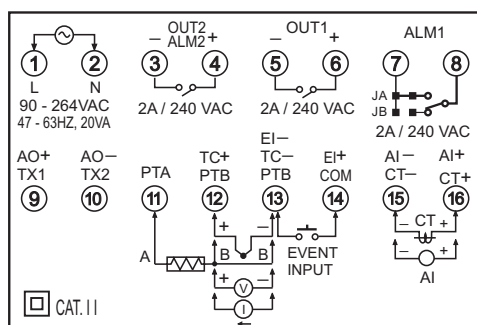 OUT2 OUT1 ALM1
− ALM2 + − +
1 2 3 4 5 6 7 8
L N
90 - 264VAC 2A / 240 VAC 2A / 240 VAC JA
47 - 63HZ, 20VA JB
2A / 240 VAC
EI−
AO+ AO− TC+ TC− EI+ AI− AI+
TX1 TX2 PTA PTB PTB COM CT− CT+
9 10 11 12 13 14 15 16
+ − − CT +
A B B EVENT − +
INPUT AI
+ V −
I
CAT. II